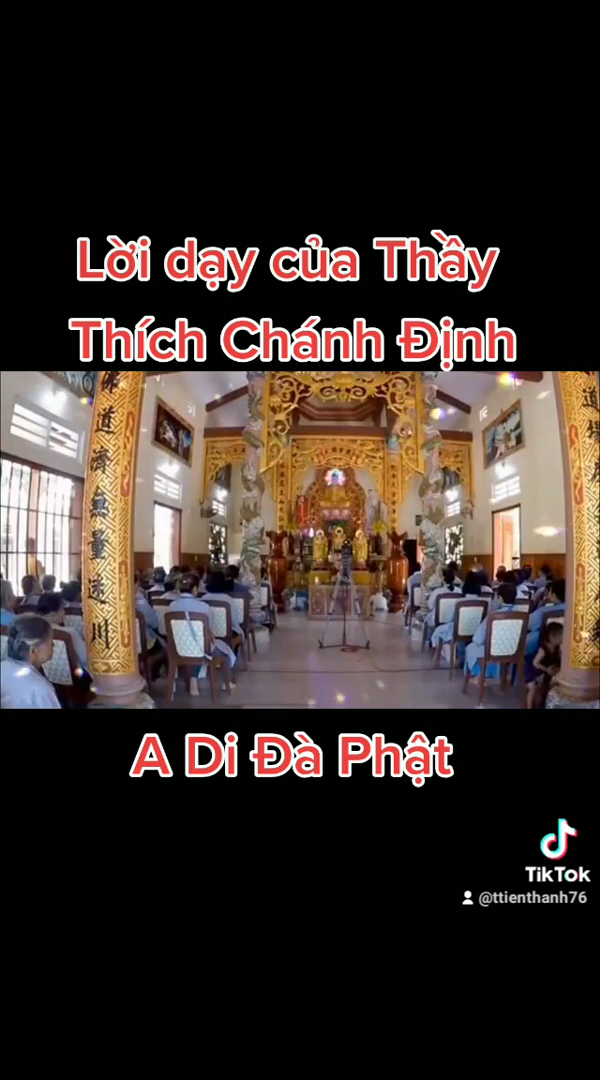 Lời dạy của Thầy
Thích Chánh Định
A Di Đà Phật
TikTok
@ttienthanh76